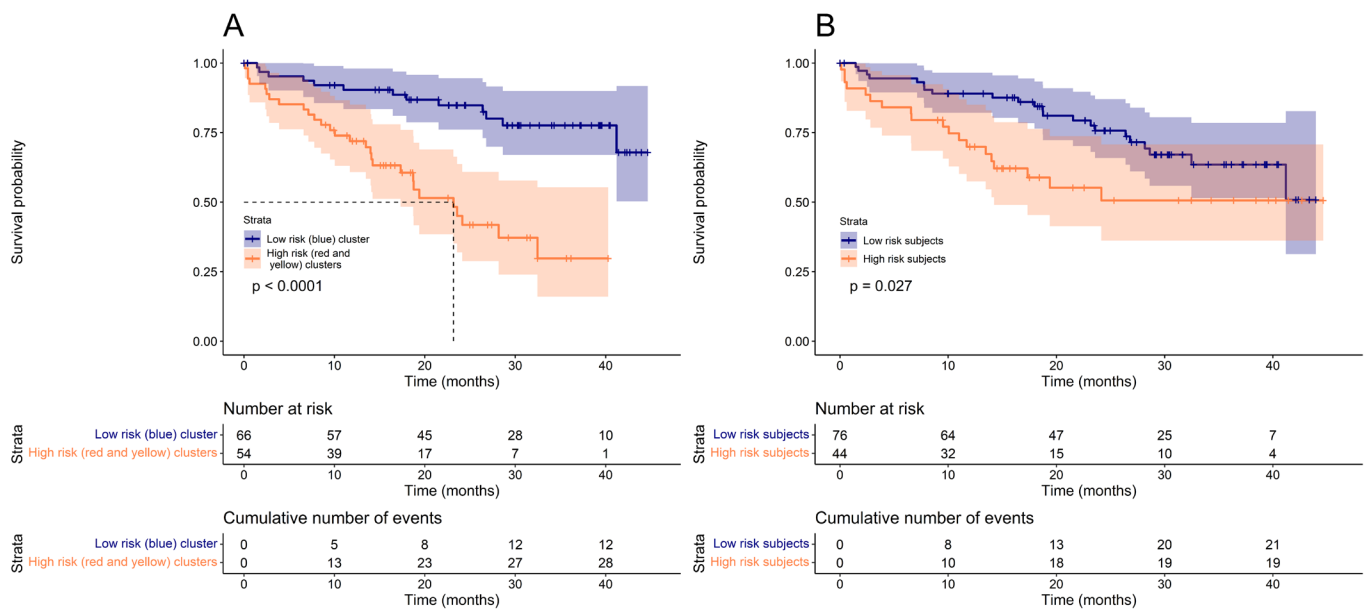 A
Survival probability
1.00
0.75
0.50
0.25
0.00
Strata
Low risk (blue) cluster
High risk (red and
yellow) clusters
p < 0.0001
0 10 20 30 40
Time (months)
Number at risk
Strata
Low risk (blue) cluster 66 57 45 28 10
High risk (red and yellow) clusters 54 39 17 7 1
0 10 20 30 40
Time (months)
Cumulative number of events
Strata
Low risk (blue) cluster 0 5 8 12 12
High risk (red and yellow) clusters 0 13 23 27 28
0 10 20 30 40
Time (months)
B
Survival probability
1.00
0.75
0.50
0.25
0.00
Strata
Low risk subjects
High risk subjects
p = 0.027
0 10 20 30 40
Time (months)
Number at risk
Strata
Low risk subjects 76 64 47 25 7
High risk subjects 44 32 15 10 4
0 10 20 30 40
Time (months)
Cumulative number of events
Strata
Low risk subjects 0 8 13 20 21
High risk subjects 0 10 18 19 19
0 10 20 30 40
Time (months)